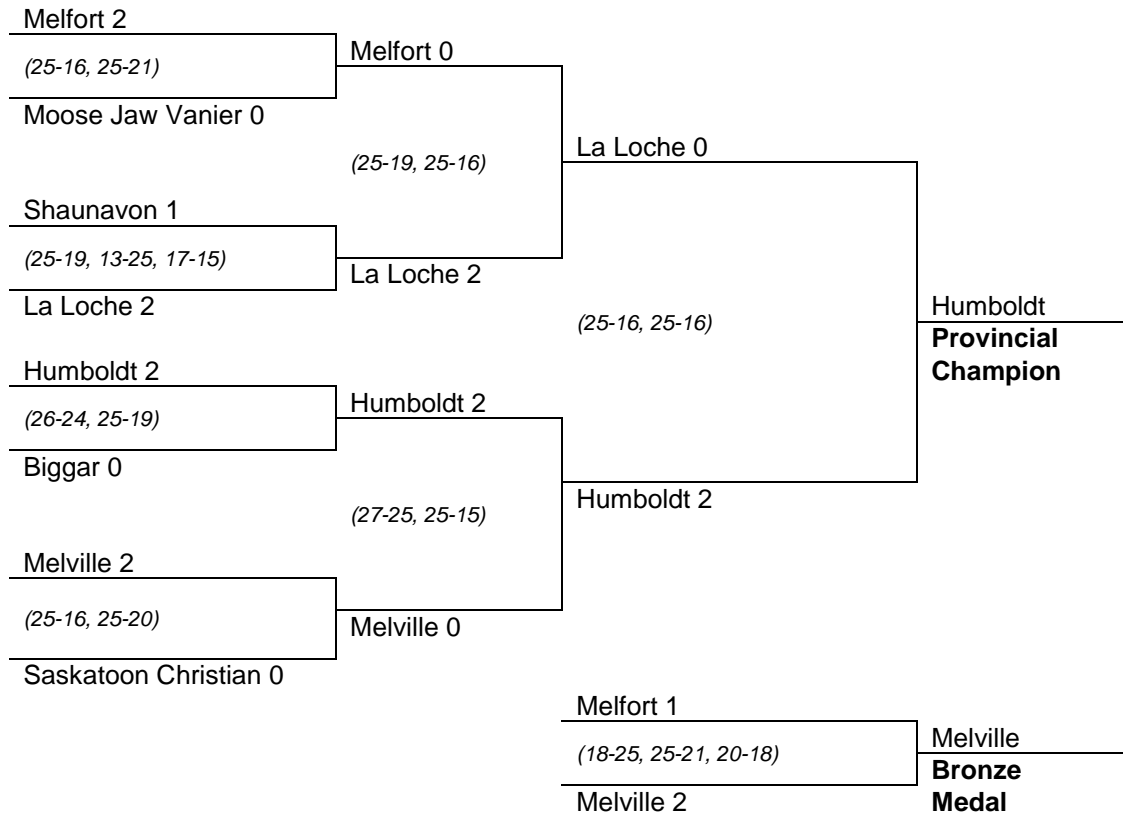 Melfort 2
(25-16, 25-21)
Moose Jaw Vanier 0
Melfort 0
(25-19, 25-16)
Shaunavon 1
(25-19, 13-25, 17-15)
La Loche 2
La Loche 2
La Loche 0
(25-16, 25-16)
Humboldt 2
(26-24, 25-19)
Biggar 0
Humboldt 2
(27-25, 25-15)
Melville 2
(25-16, 25-20)
Saskatoon Christian 0
Melville 0
Humboldt 2
Humboldt
Provincial
Champion
Melfort 1
(18-25, 25-21, 20-18)
Melville 2
Melville
Bronze
Medal